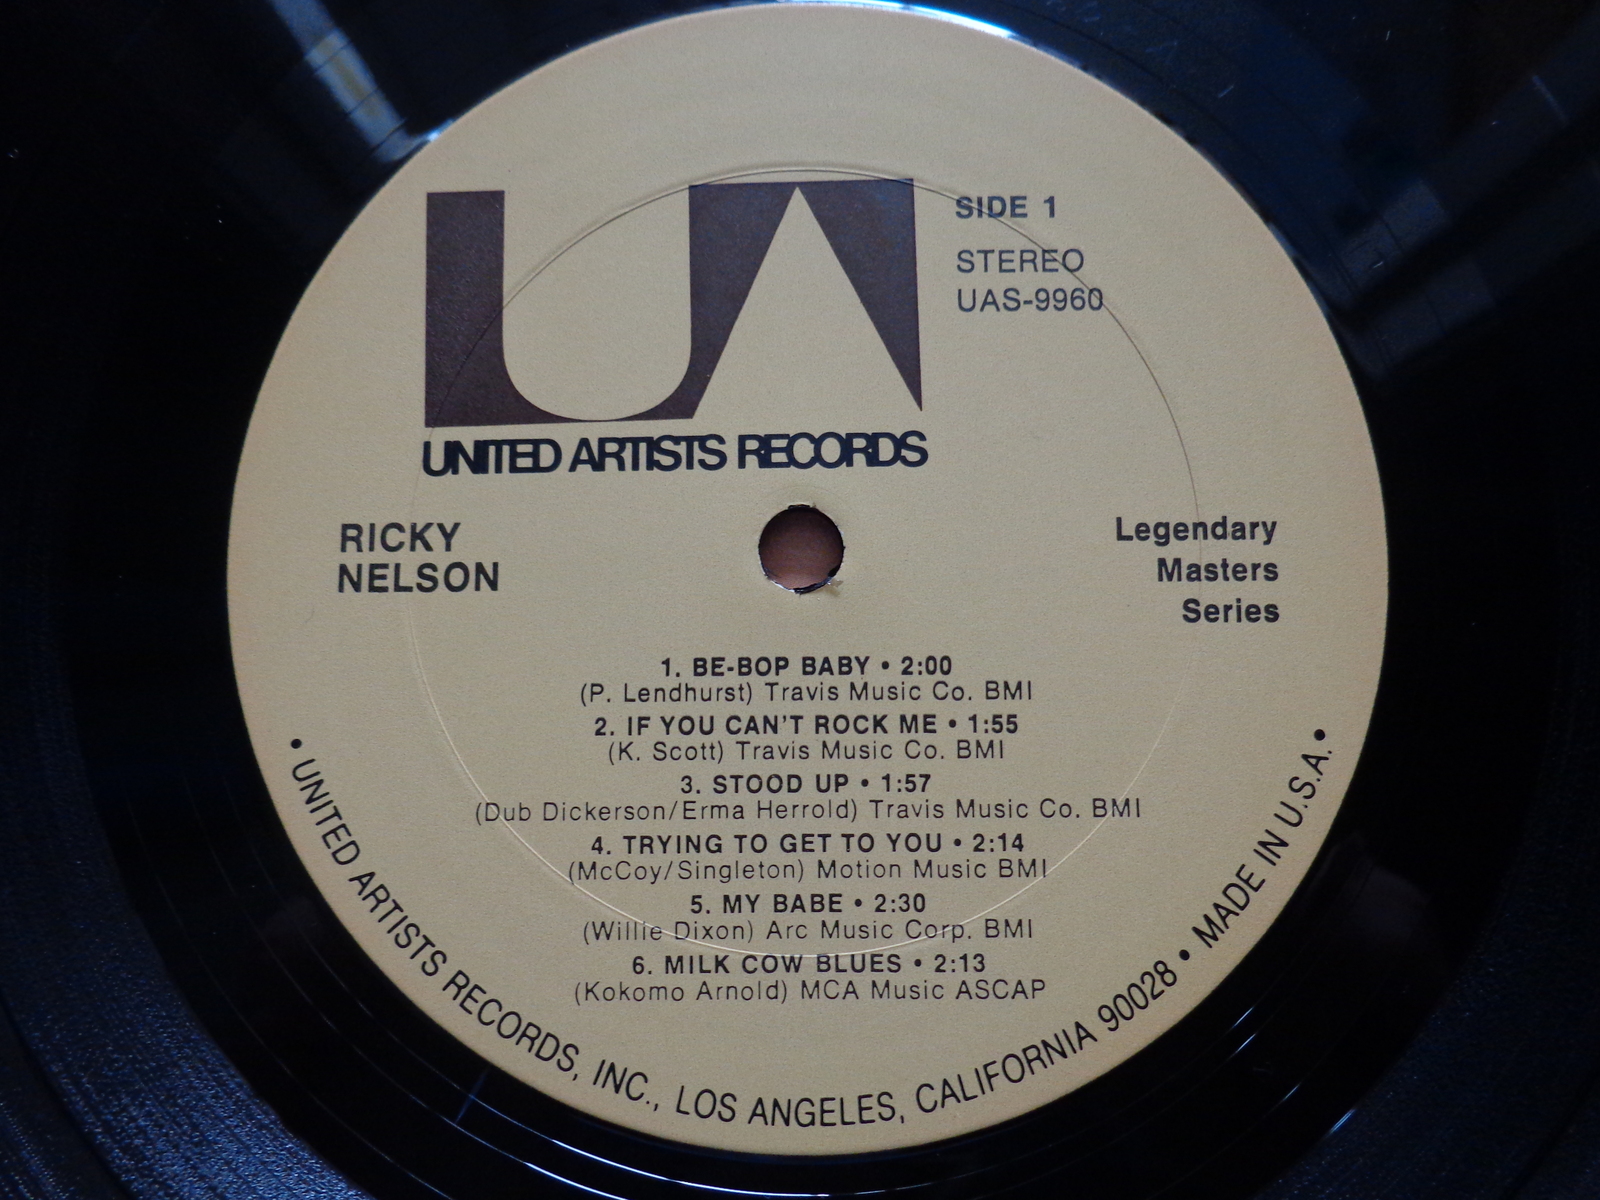 UA
UNITED ARTISTS RECORDS
SIDE 1
STEREO
UAS-9960
RICKY
NELSON
Legendary
Masters
Series
1. BE-BOP BABY • 2:00
(P. Lendhurst) Travis Music Co. BMI
2. IF YOU CAN'T ROCK ME • 1:55
(K. Scott) Travis Music Co. BMI
3. STOOD UP • 1:57
(Dub Dickerson/Erma Herrold) Travis Music Co. BMI
4. TRYING TO GET TO YOU • 2:14
(McCoy/Singleton) Motion Music BMI
5. MY BABE • 2:30
(Willie Dixon) Arc Music Corp. BMI
6. MILK COW BLUES • 2:13
(Kokomo Arnold) MCA Music ASCAP
• UNITED ARTISTS RECORDS, INC., LOS ANGELES, CALIFORNIA 90028 • MADE IN U.S.A. •